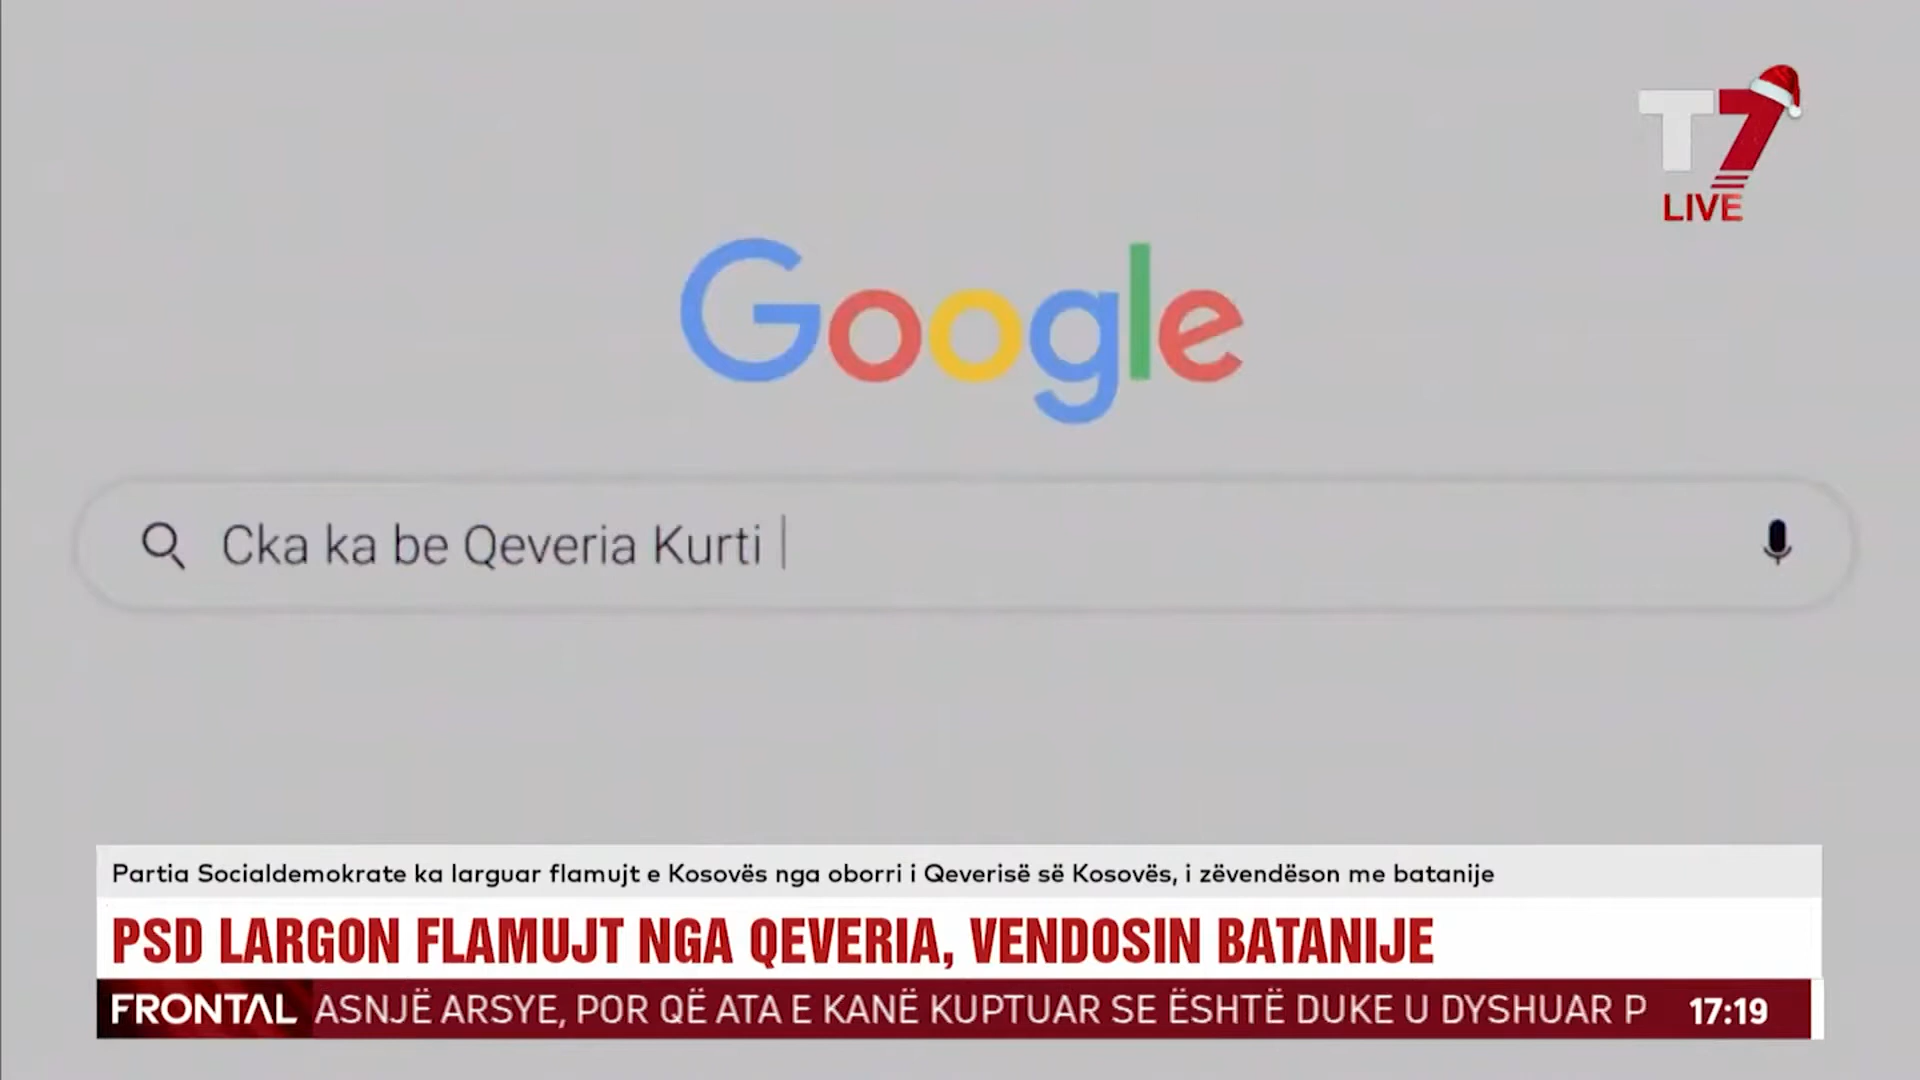 T7
LIVE
Google
Cka ka be Qeveria Kurti
Partia Socialdemokrate ka larguar flamujt e Kosovës nga oborri i Qeverisë së Kosovës, i zëvendëson me batanije
PSD LARGON FLAMUJT NGA QEVERIA, VENDOSIN BATANIJE
FRONTAL ASNJË ARSYE, POR QË ATA E KANË KUPTUAR SE ËSHTË DUKE U DYSHUAR P 17:19